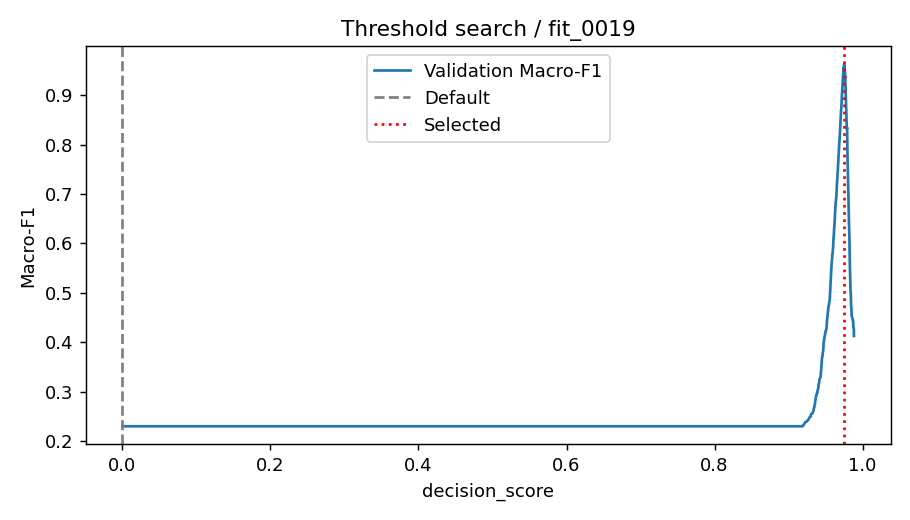 Threshold search / fit_0019
Validation Macro-F1
Default
Selected
Macro-F1
0.9
0.8
0.7
0.6
0.5
0.4
0.3
0.2
0.0 0.2 0.4 0.6 0.8 1.0
decision_score